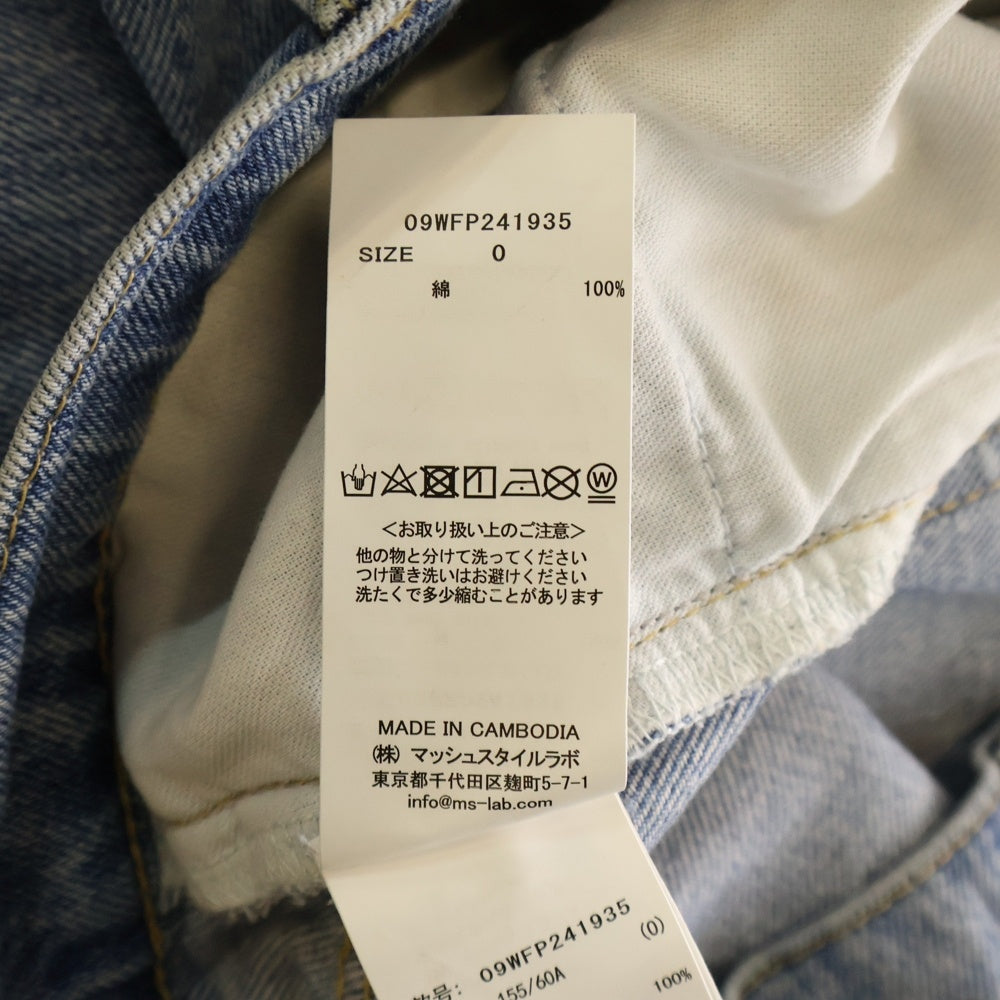 09WFP241935
SIZE 0
綿 100%
W
<お取り扱い上のご注意>
他の物と分けて洗ってください
つけ置き洗いはお避けください
洗たくで多少縮むことがあります
MADE IN CAMBODIA
(株) マッシュスタイルラボ
東京都千代田区麹町5-7-1
info@ms-lab.com
号: 09WFP241935 (0)
155/60A
100%